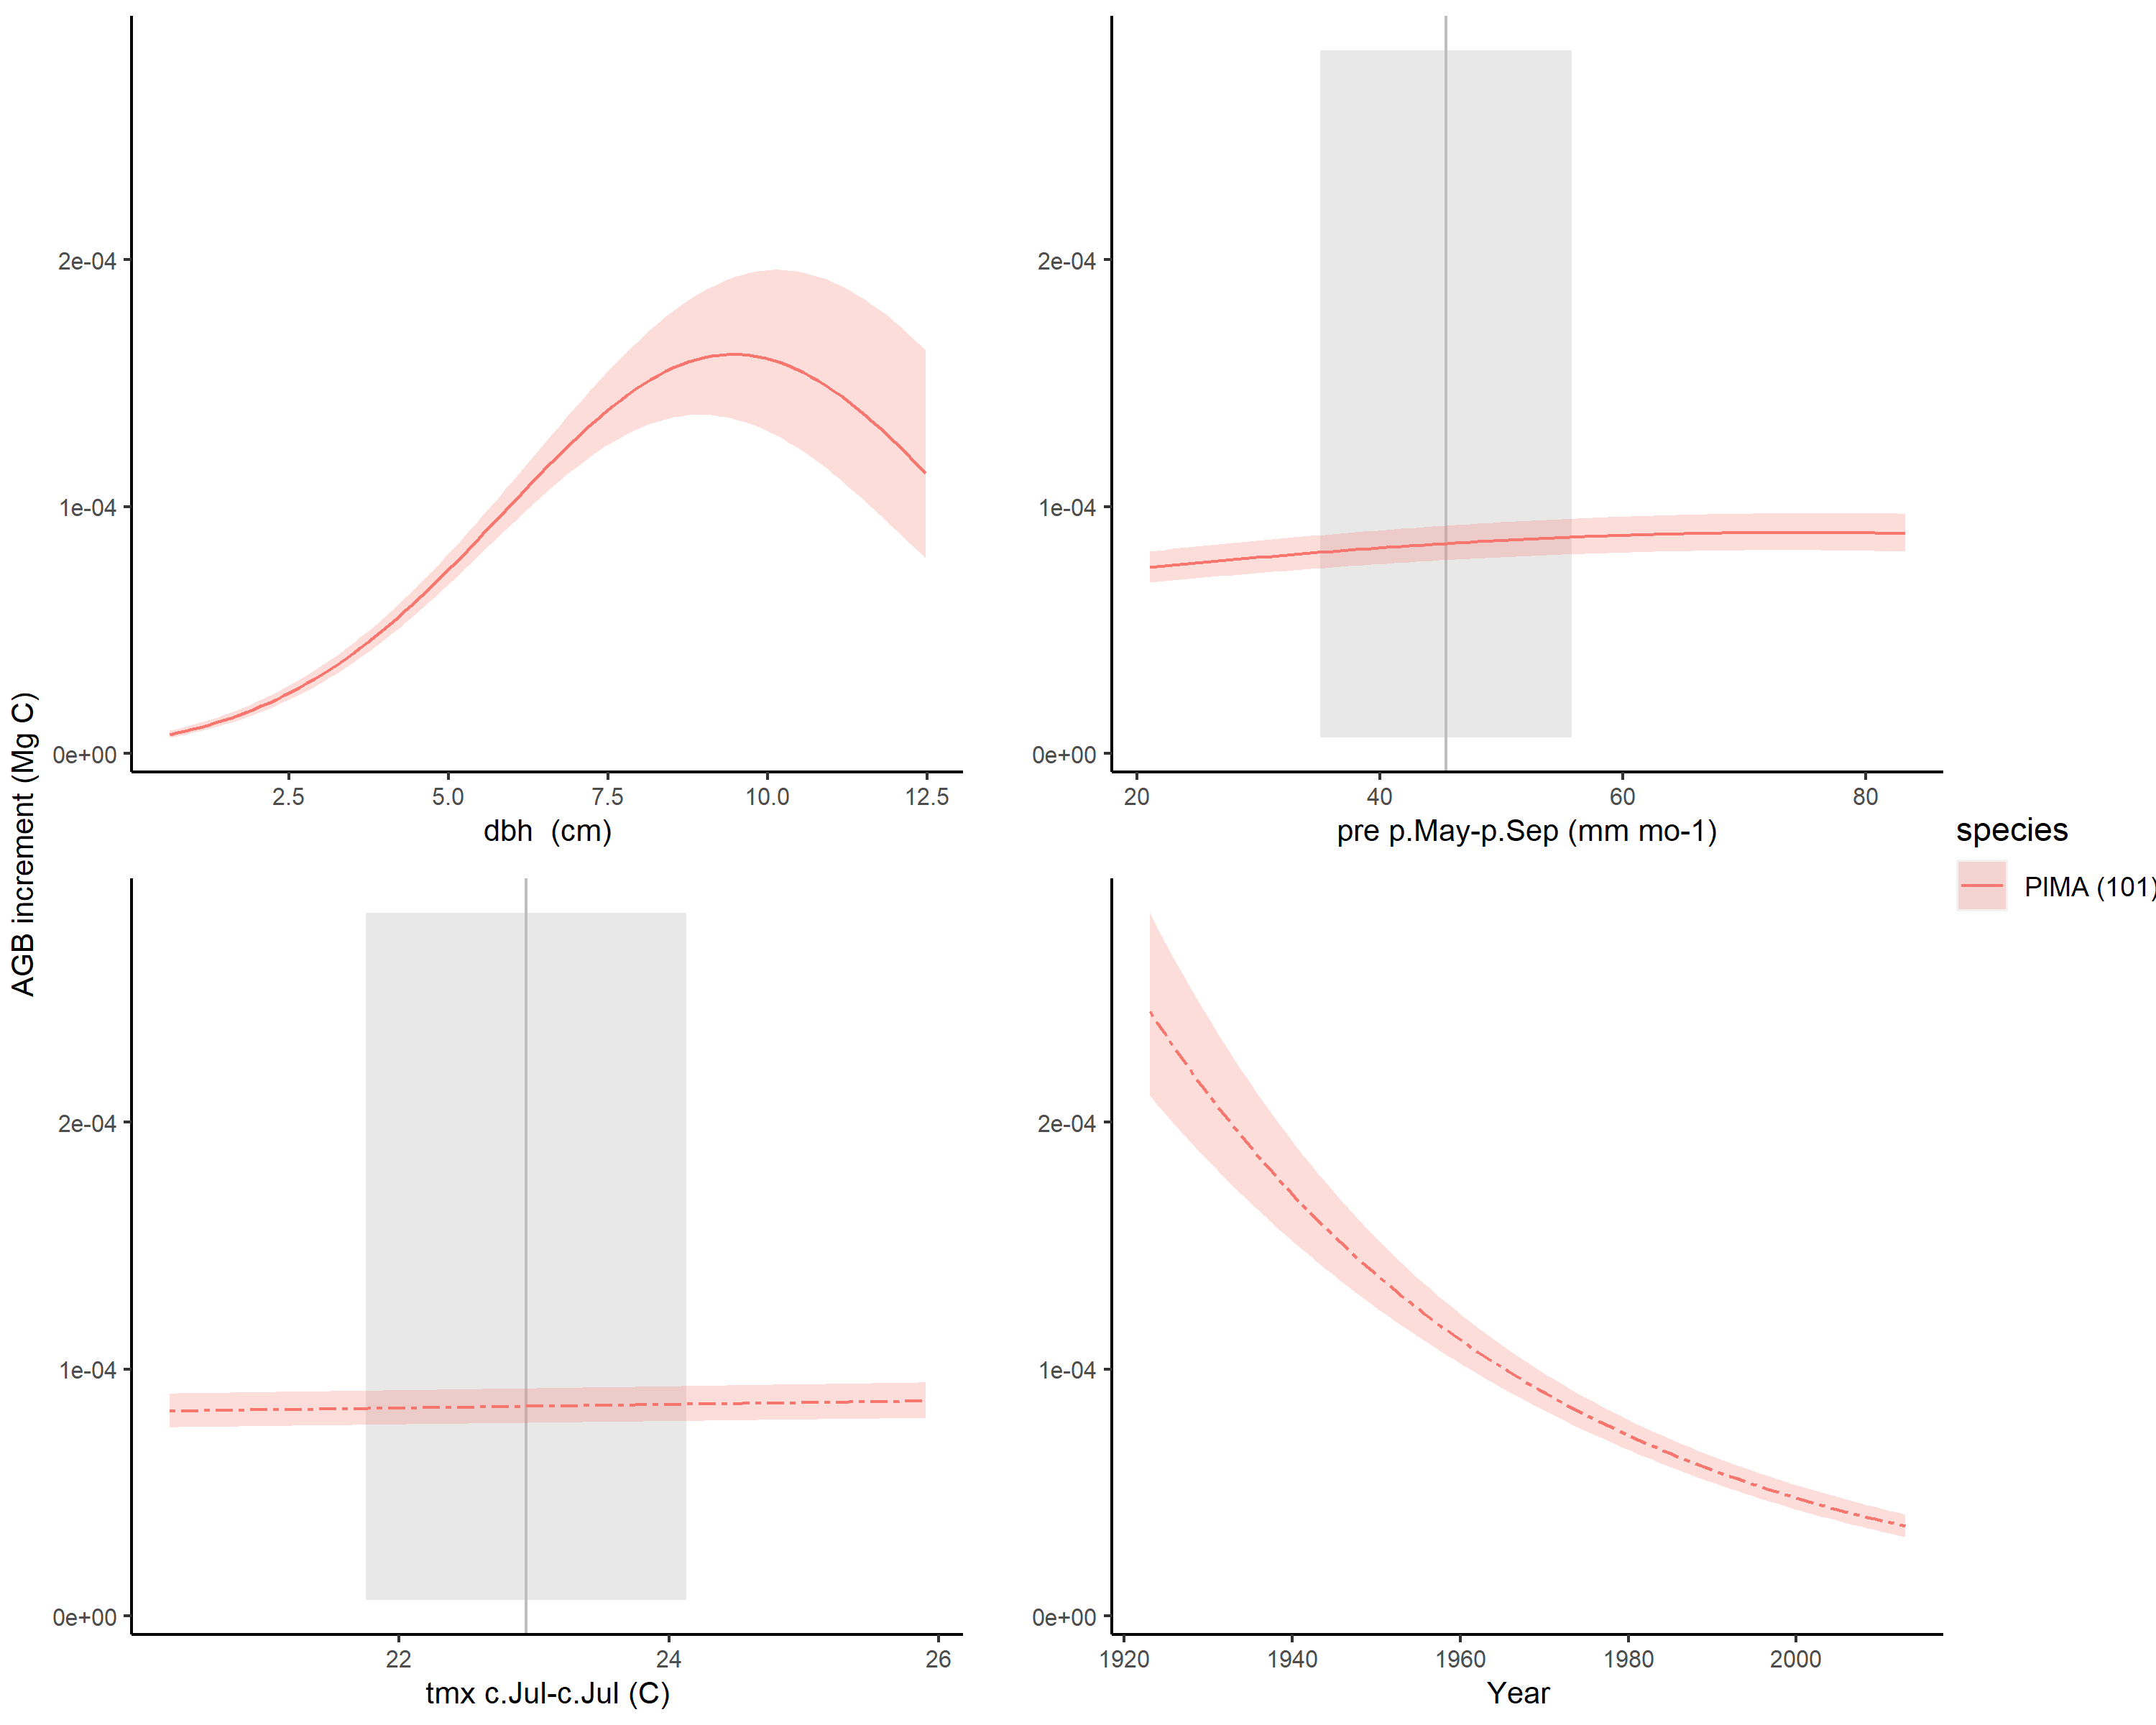 AGB increment (Mg C)
2e-04
1e-04
0e+00
2.5 5.0 7.5 10.0 12.5
dbh (cm)
2e-04
1e-04
0e+00
20 40 60 80
pre p.May-p.Sep (mm mo-1)
2e-04
1e-04
0e+00
22 24 26
tmx c.Jul-c.Jul (C)
2e-04
1e-04
0e+00
1920 1940 1960 1980 2000
Year
species
PIMA (101)